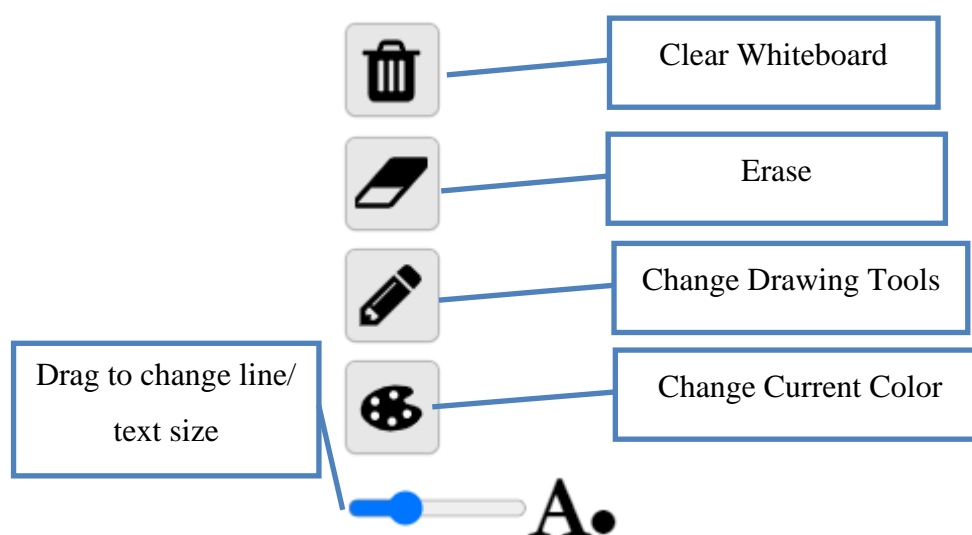 Clear Whiteboard
Erase
Change Drawing Tools
Drag to change line/
text size
Change Current Color
A